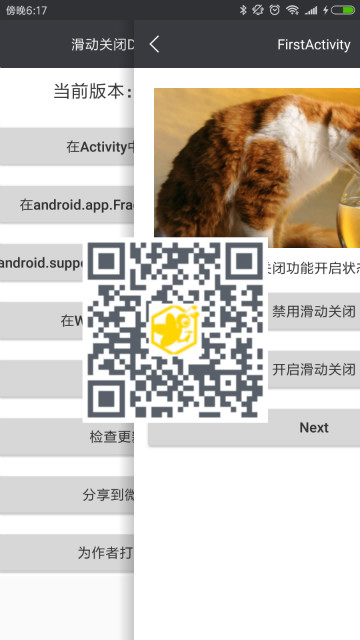 傍晚6:17
滑动关闭D
FirstActivity
当前版本：
在Activity中
在android.app.Fra
android.suppo
关闭功能开启状态
在W
禁用滑动关闭
开启滑动关闭
Next
检查更新
分享到微
为作者打